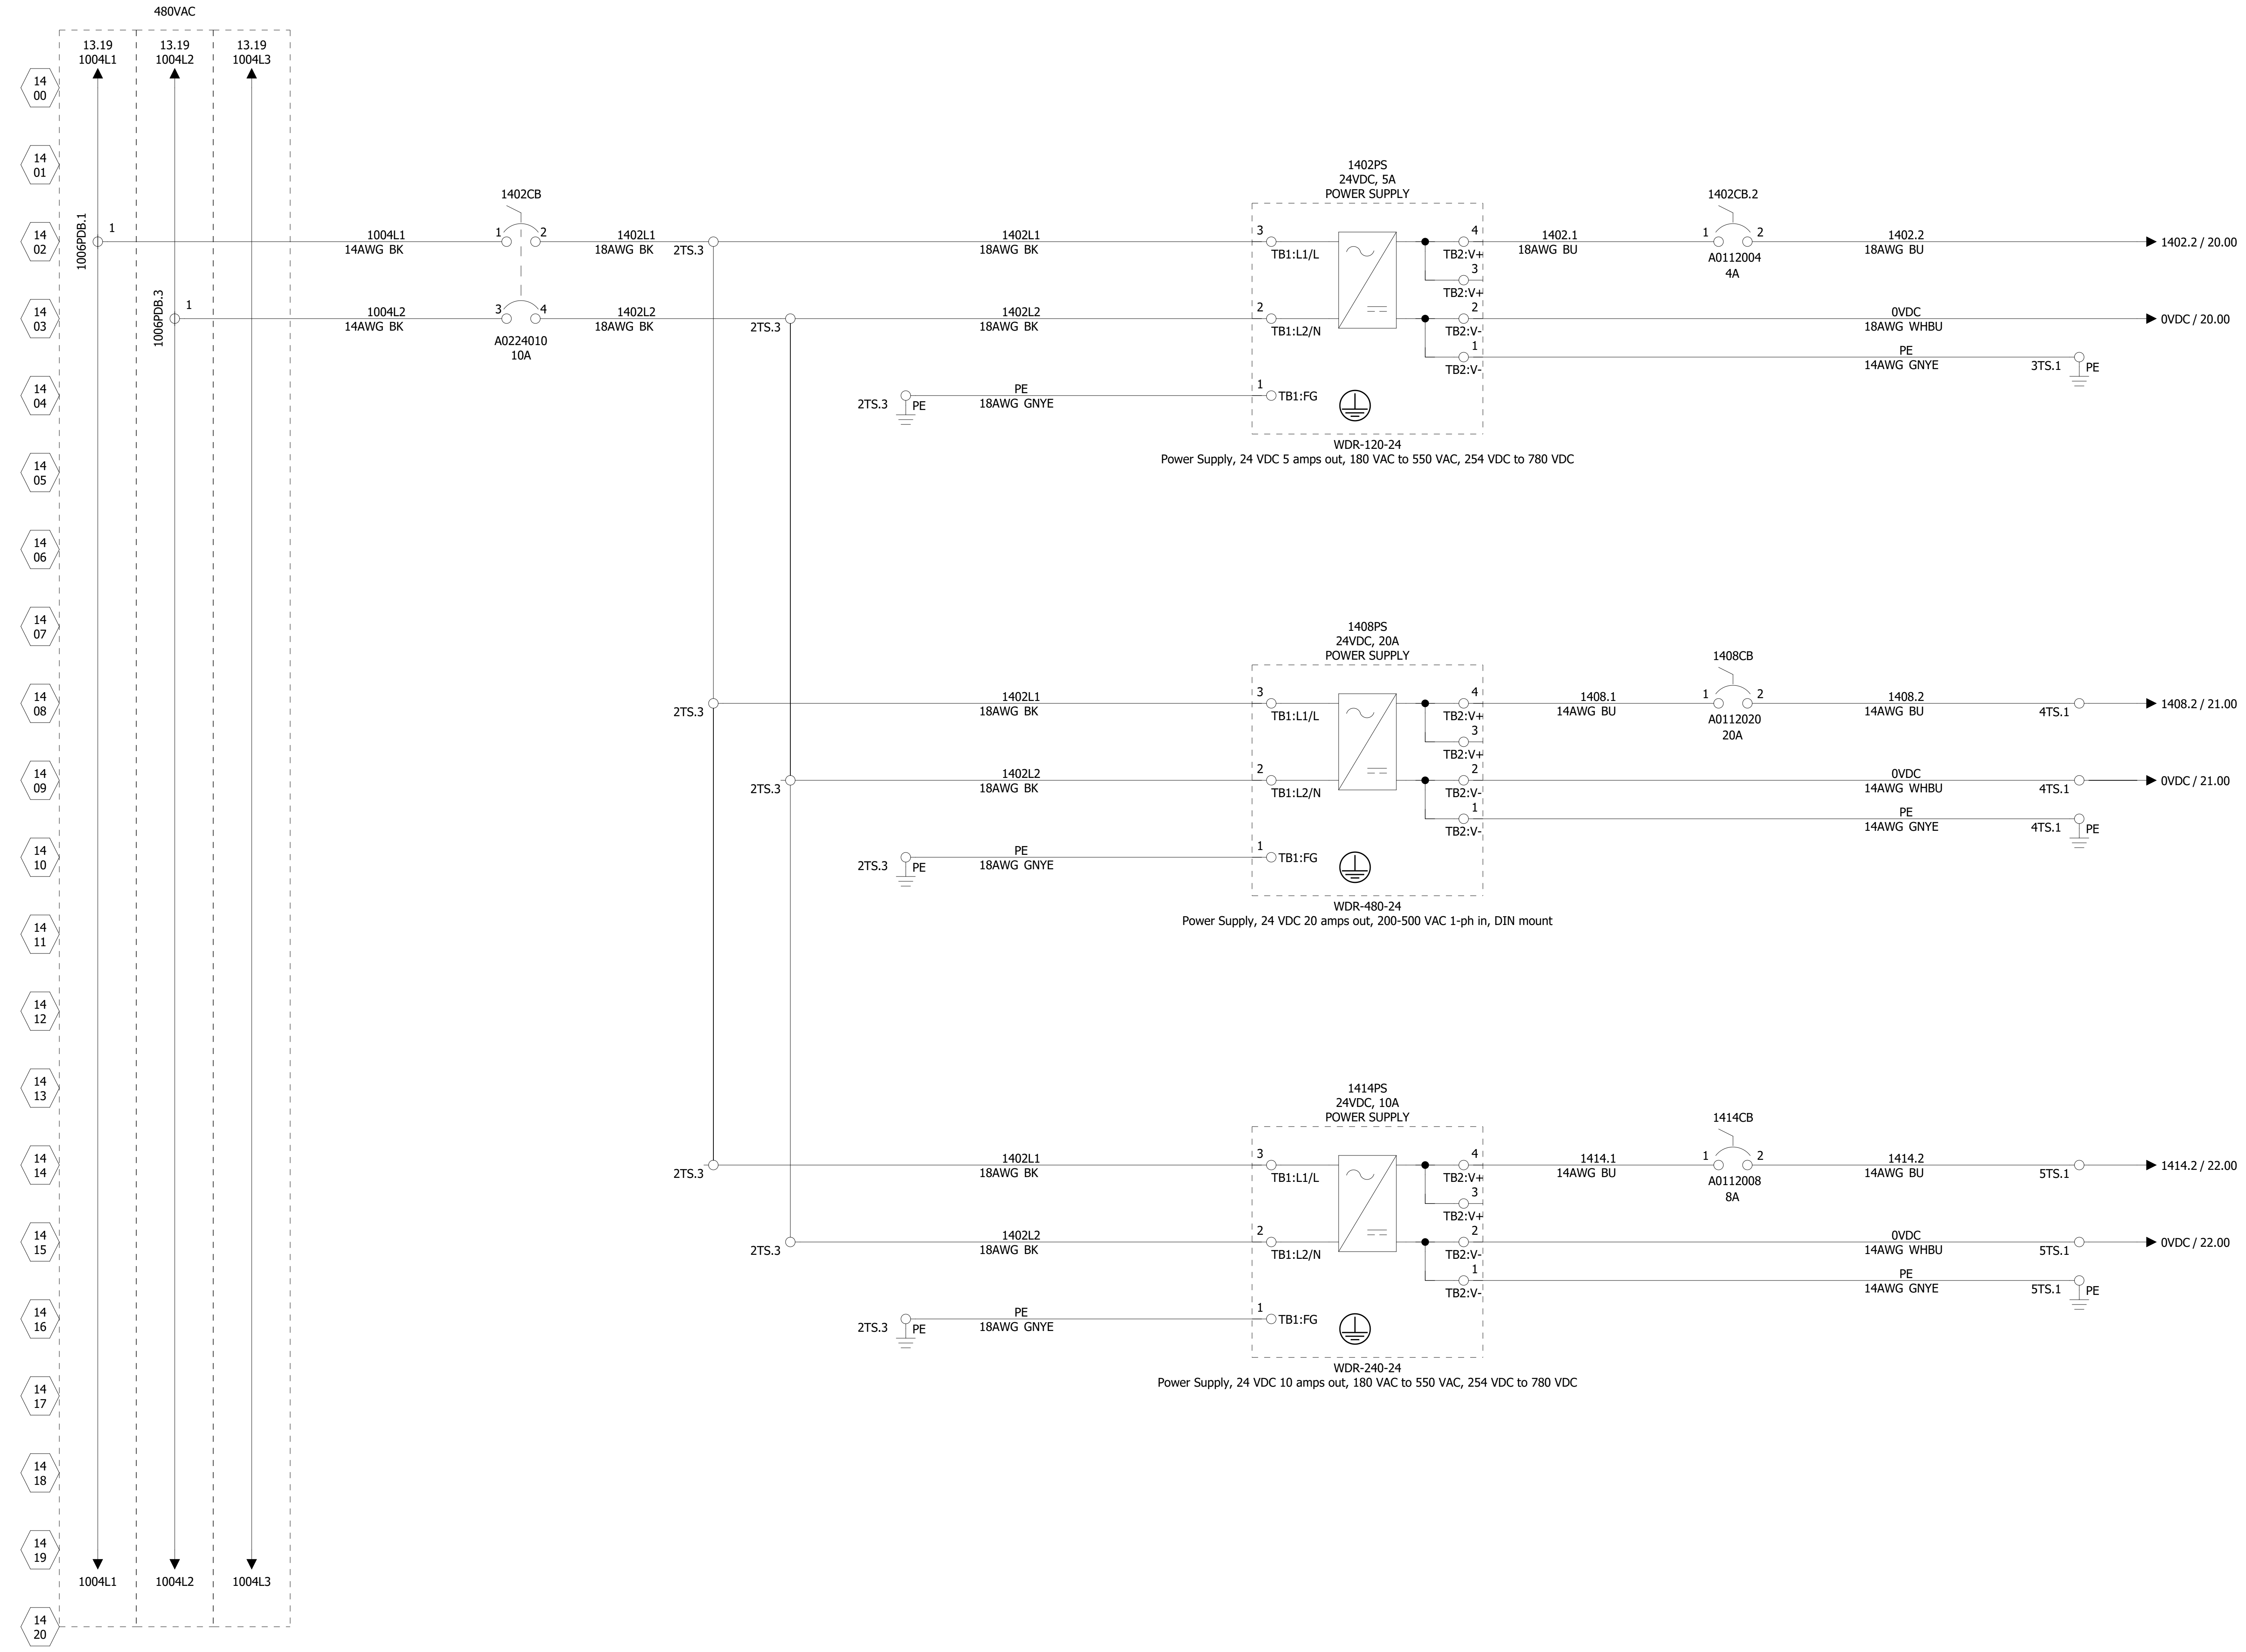 480VAC
13.19
1004L1
13.19
1004L2
13.19
1004L3
14
00
14
01
1402PS
24VDC, 5A
POWER SUPPLY
1402CB
1402CB.2
14
02
1006PDB.1
1
1004L1
14AWG BK
1
2
1402L1
18AWG BK
2TS.3
1402L1
18AWG BK
3
TB1:L1/L
4
TB2:V+
3
TB2:V+
1402.1
18AWG BU
1
2
A0112004
4A
1402.2
18AWG BU
1402.2 / 20.00
14
03
1006PDB.3
1
1004L2
14AWG BK
3
4
A0224010
10A
1402L2
18AWG BK
2TS.3
1402L2
18AWG BK
2
TB1:L2/N
2
TB2:V-
1
TB2:V-
0VDC
18AWG WHBU
0VDC / 20.00
PE
14AWG GNYE
3TS.1
PE
14
04
2TS.3
PE
PE
18AWG GNYE
1
TB1:FG
WDR-120-24
Power Supply, 24 VDC 5 amps out, 180 VAC to 550 VAC, 254 VDC to 780 VDC
14
05
14
06
14
07
1408PS
24VDC, 20A
POWER SUPPLY
1408CB
14
08
2TS.3
1402L1
18AWG BK
3
TB1:L1/L
4
TB2:V+
3
TB2:V+
1408.1
14AWG BU
1
2
A0112020
20A
1408.2
14AWG BU
4TS.1
1408.2 / 21.00
14
09
2TS.3
1402L2
18AWG BK
2
TB1:L2/N
2
TB2:V-
1
TB2:V-
0VDC
14AWG WHBU
4TS.1
0VDC / 21.00
PE
14AWG GNYE
4TS.1
PE
14
10
2TS.3
PE
PE
18AWG GNYE
1
TB1:FG
WDR-480-24
Power Supply, 24 VDC 20 amps out, 200-500 VAC 1-ph in, DIN mount
14
11
14
12
14
13
1414PS
24VDC, 10A
POWER SUPPLY
1414CB
14
14
2TS.3
1402L1
18AWG BK
3
TB1:L1/L
4
TB2:V+
3
TB2:V+
1414.1
14AWG BU
1
2
A0112008
8A
1414.2
14AWG BU
5TS.1
1414.2 / 22.00
14
15
2TS.3
1402L2
18AWG BK
2
TB1:L2/N
2
TB2:V-
1
TB2:V-
0VDC
14AWG WHBU
5TS.1
0VDC / 22.00
PE
14AWG GNYE
5TS.1
PE
14
16
2TS.3
PE
PE
18AWG GNYE
1
TB1:FG
WDR-240-24
Power Supply, 24 VDC 10 amps out, 180 VAC to 550 VAC, 254 VDC to 780 VDC
14
17
14
18
14
19
1004L1
1004L2
1004L3
14
20